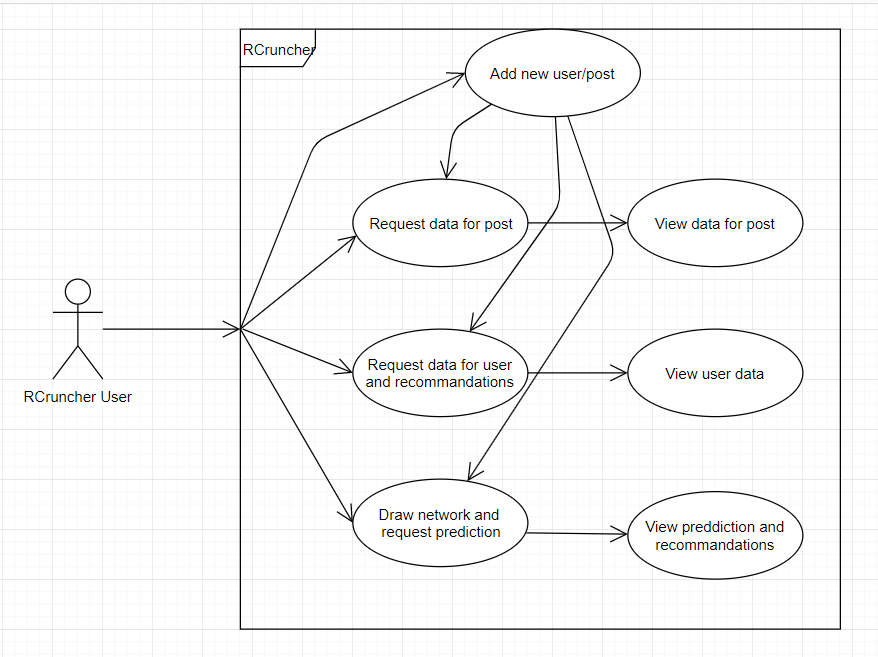 RCruncher
Add new user/post
Request data for post
View data for post
Request data for user
and recommandations
View user data
RCruncher User
Draw network and
request prediction
View preddiction and
recommandations